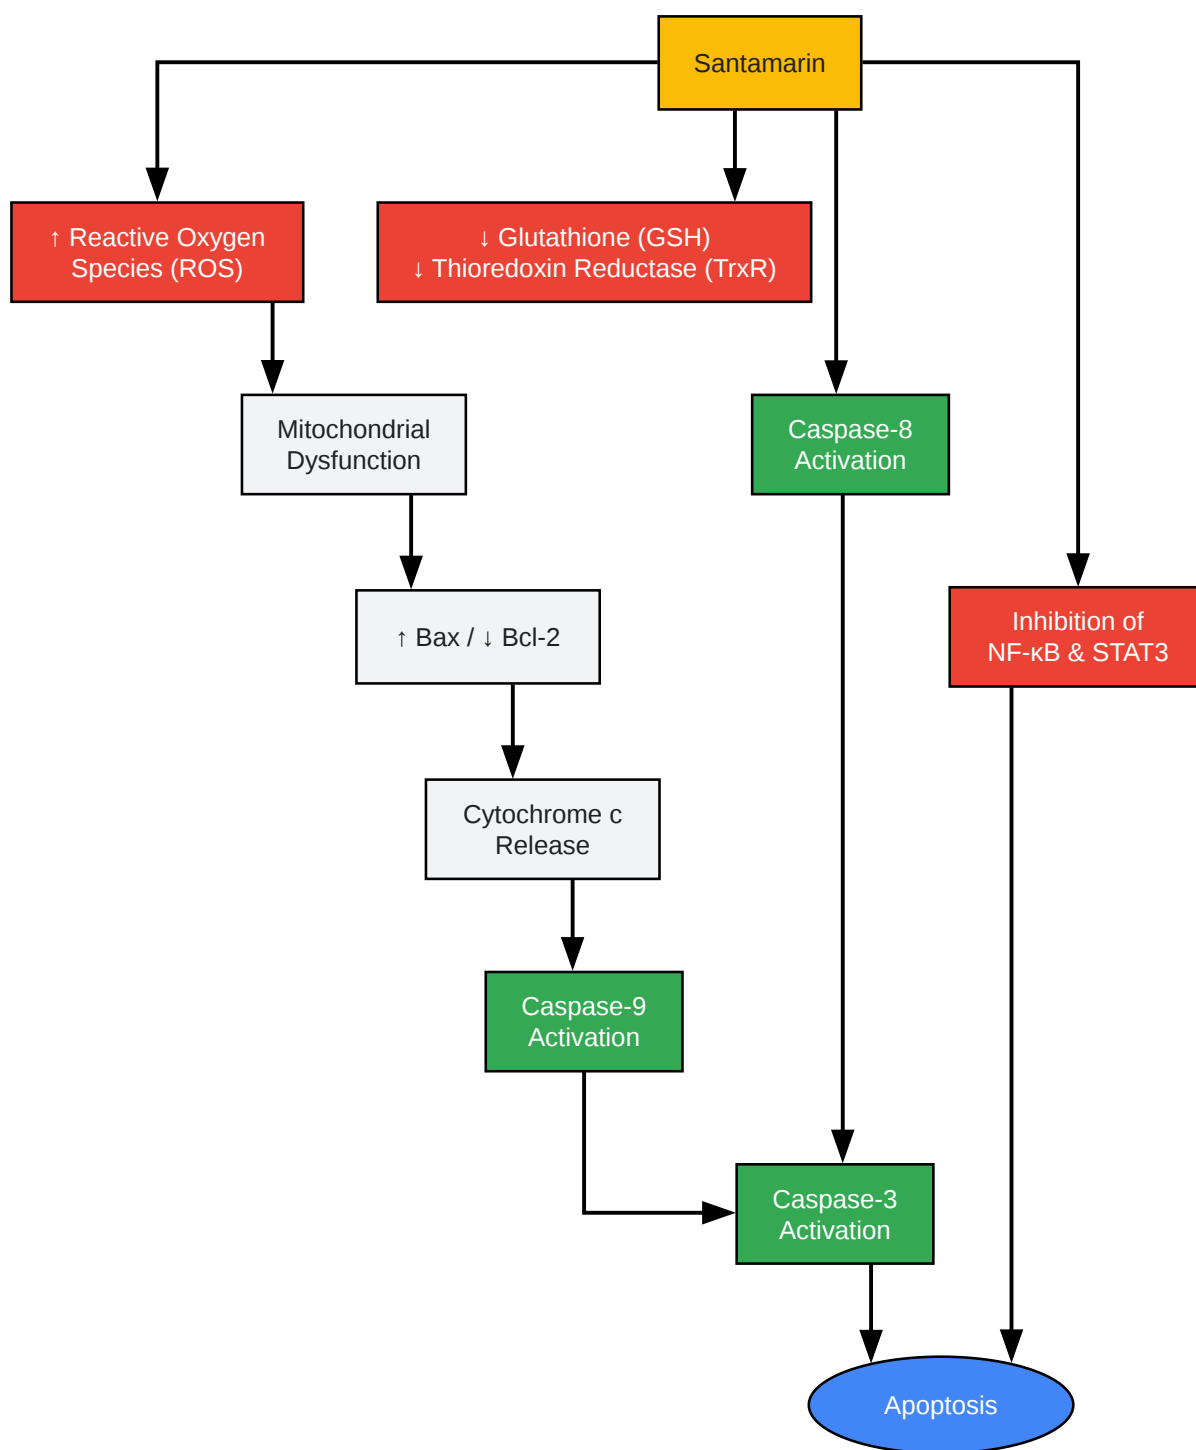 Santamarin
↑ Reactive Oxygen
Species (ROS)
↓ Glutathione (GSH)
↓ Thioredoxin Reductase (TrxR)
Mitochondrial
Dysfunction
Caspase-8
Activation
↑ Bax / ↓ Bcl-2
Inhibition of
NF-κB & STAT3
Cytochrome c
Release
Caspase-9
Activation
Caspase-3
Activation
Apoptosis